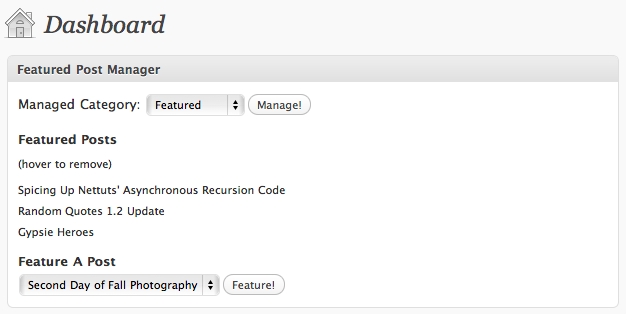 Dashboard
Featured Post Manager
Managed Category: Featured Manage!
Featured Posts
(hover to remove)
Spicing Up Nettuts' Asynchronous Recursion Code
Random Quotes 1.2 Update
Gypsie Heroes
Feature A Post
Second Day of Fall Photography Feature!